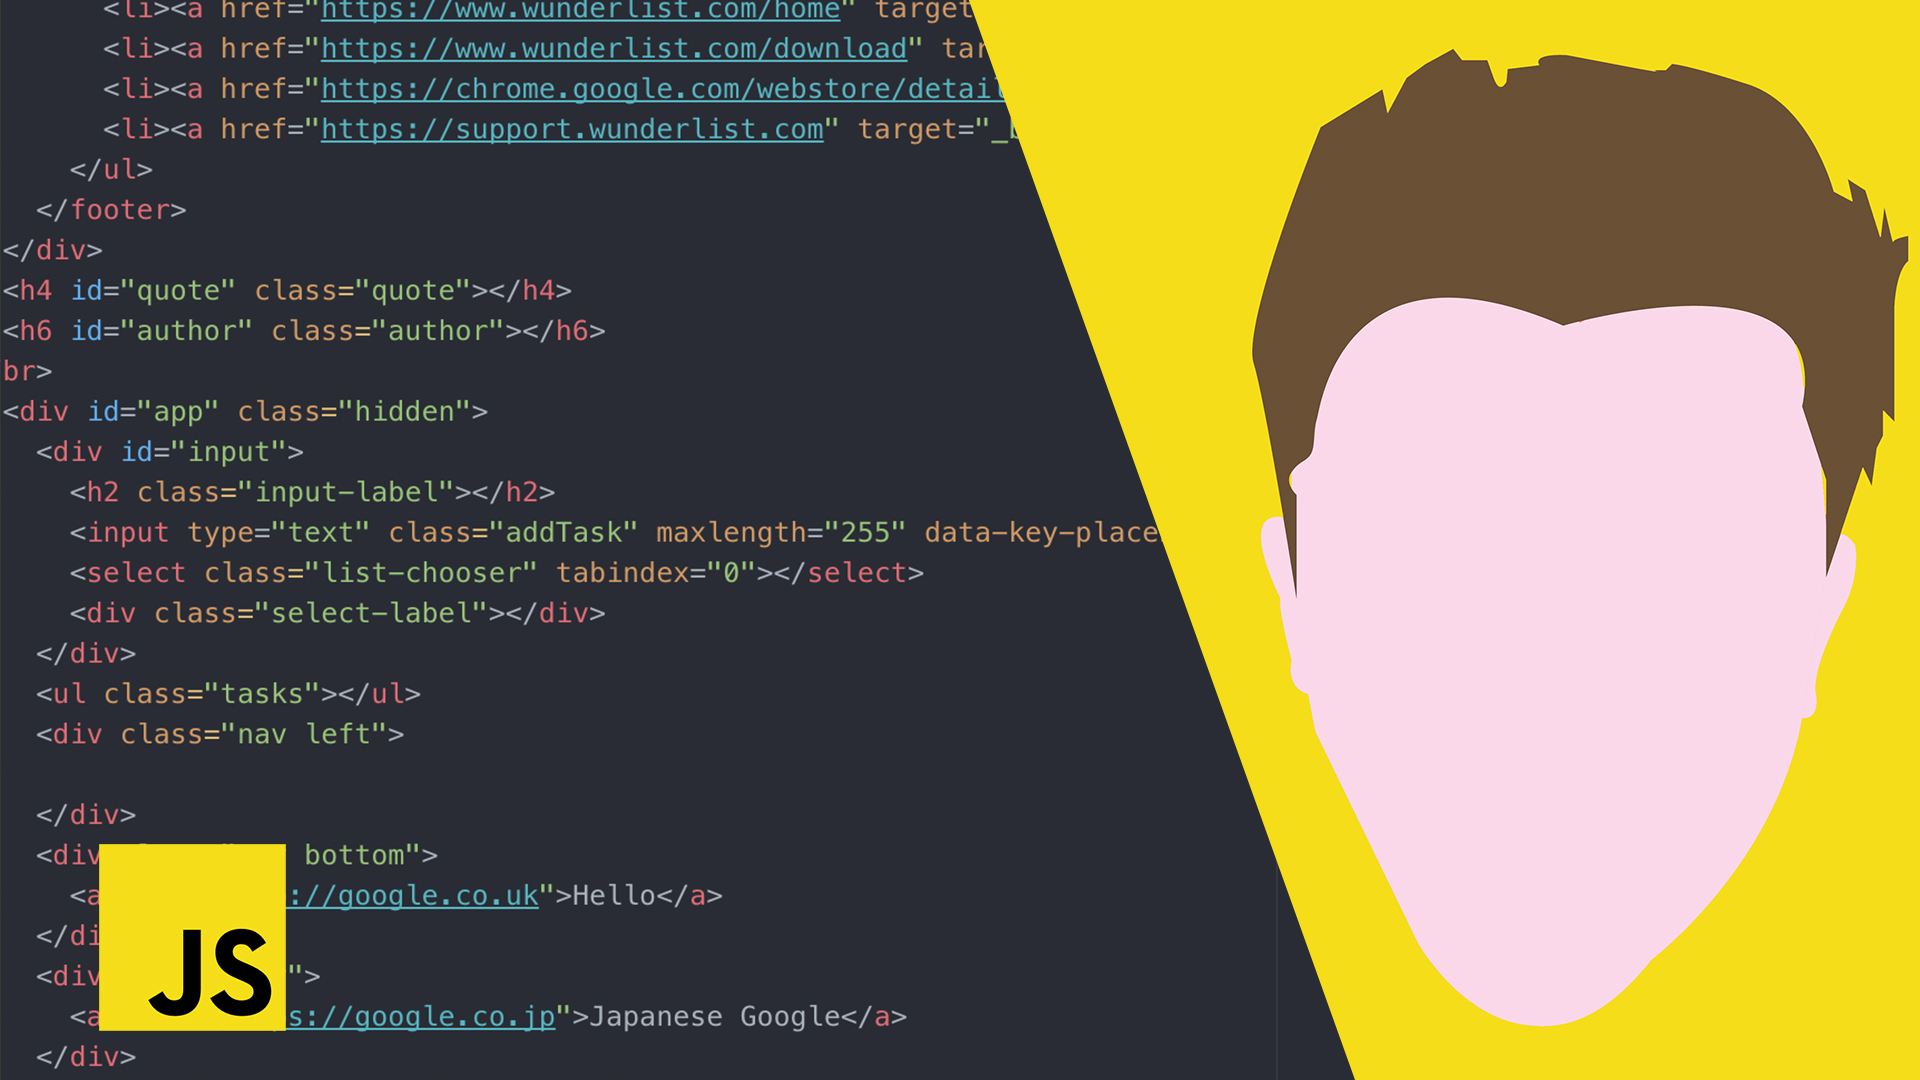 <li><a href="https://www.wunderlist.com/home" target
<li><a href="https://www.wunderlist.com/download" tar
<li><a href="https://chrome.google.com/webstore/detail
<li><a href="https://support.wunderlist.com" target="_b
</ul>
</footer>
</div>
<h4 id="quote" class="quote"></h4>
<h6 id="author" class="author"></h6>
br>
<div id="app" class="hidden">
<div id="input">
<h2 class="input-label"></h2>
<input type="text" class="addTask" maxlength="255" data-key-place
<select class="list-chooser" tabindex="0"></select>
<div class="select-label"></div>
</div>
<ul class="tasks"></ul>
<div class="nav left">
</div>
<div bottom">
<a ://google.co.uk">Hello</a>
</di
<div ">
<a s://google.co.jp">Japanese Google</a>
</div>
JS